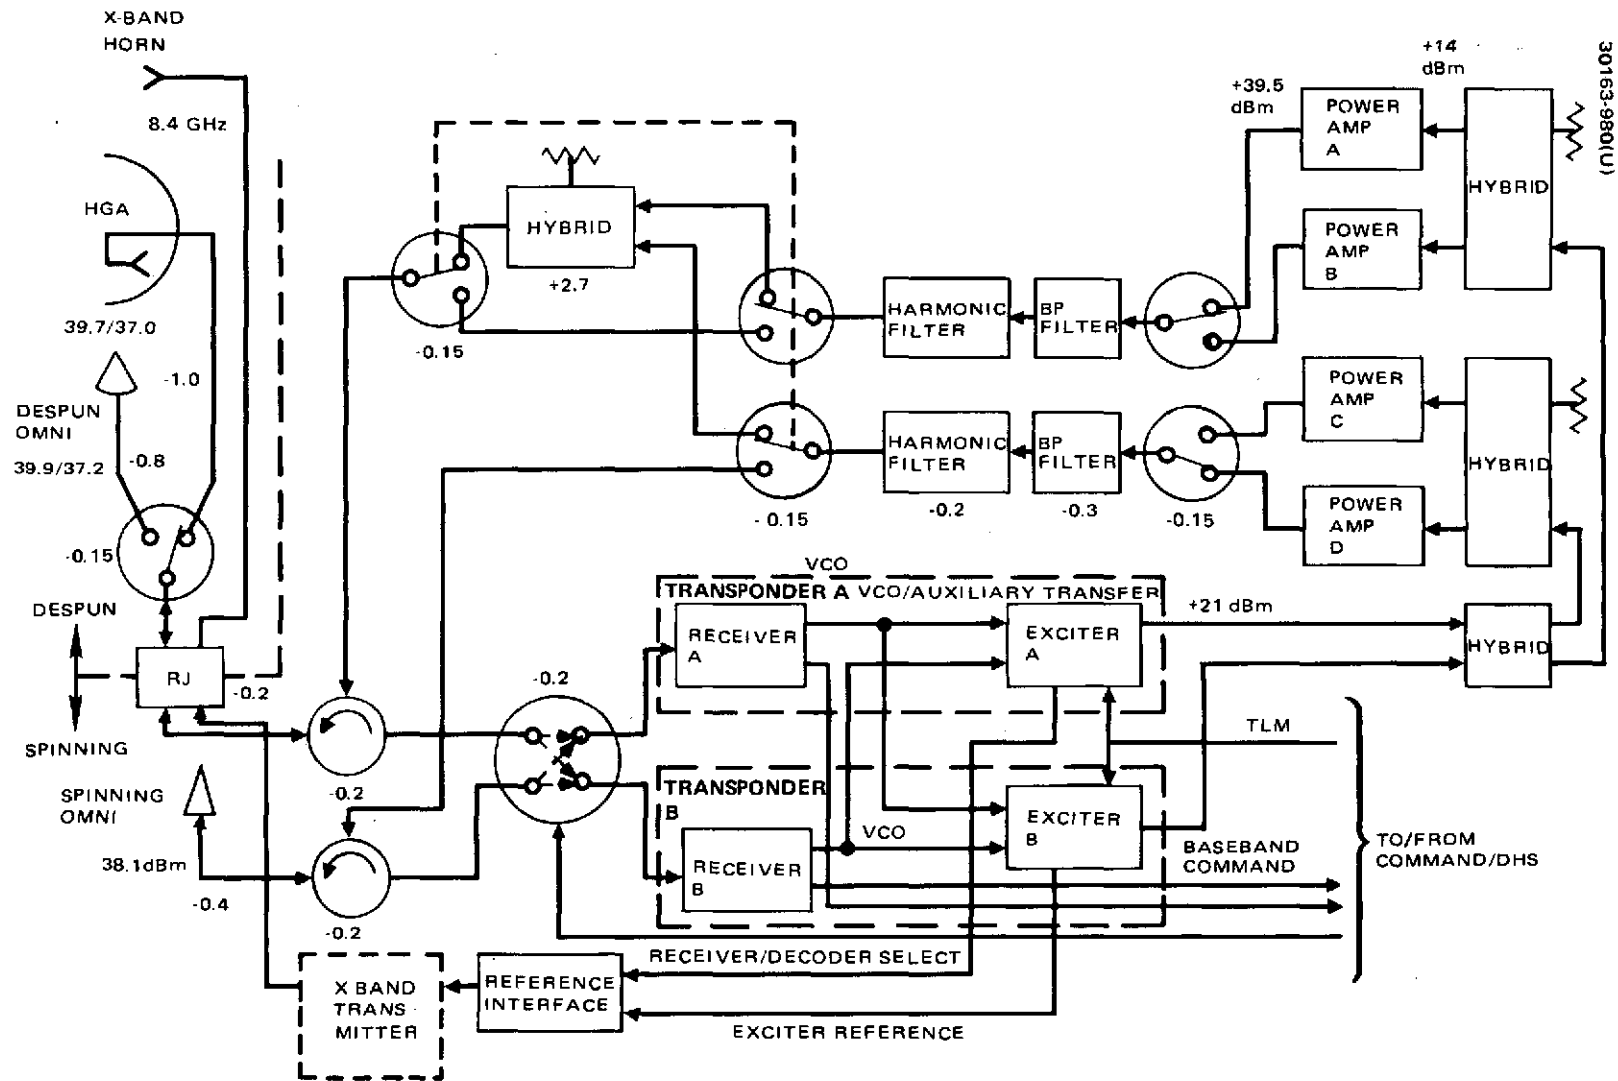 X-BAND
HORN
8.4 GHz
HGA
39.7/37.0
-1.0
DESPUN
OMNI
39.9/37.2
-0.8
-0.15
DESPUN
RJ
-0.2
SPINNING
SPINNING
OMNI
38.1dBm
-0.4
-0.2
-0.2
HYBRID
+2.7
-0.15
-0.15
HARMONIC
FILTER
BP
FILTER
HARMONIC
FILTER
-0.2
BP
FILTER
-0.3
-0.15
+39.5
dBm
+14
dBm
POWER
AMP
A
POWER
AMP
B
HYBRID
POWER
AMP
C
POWER
AMP
D
HYBRID
30163-980(U)
VCO
TRANSPONDER A VCO/AUXILIARY TRANSFER
RECEIVER
A
EXCITER
A
+21 dBm
HYBRID
-0.2
TLM
TRANSPONDER
B
VCO
EXCITER
B
RECEIVER
B
BASEBAND
COMMAND
TO/FROM
COMMAND/DHS
RECEIVER/DECODER SELECT
X BAND
TRANS-
MITTER
REFERENCE
INTERFACE
EXCITER REFERENCE